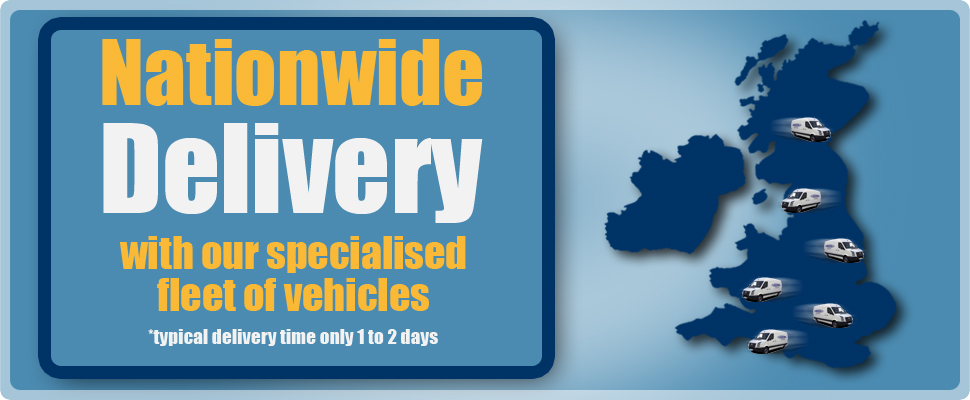 Nationwide
Delivery
with our specialised
fleet of vehicles
*typical delivery time only 1 to 2 days